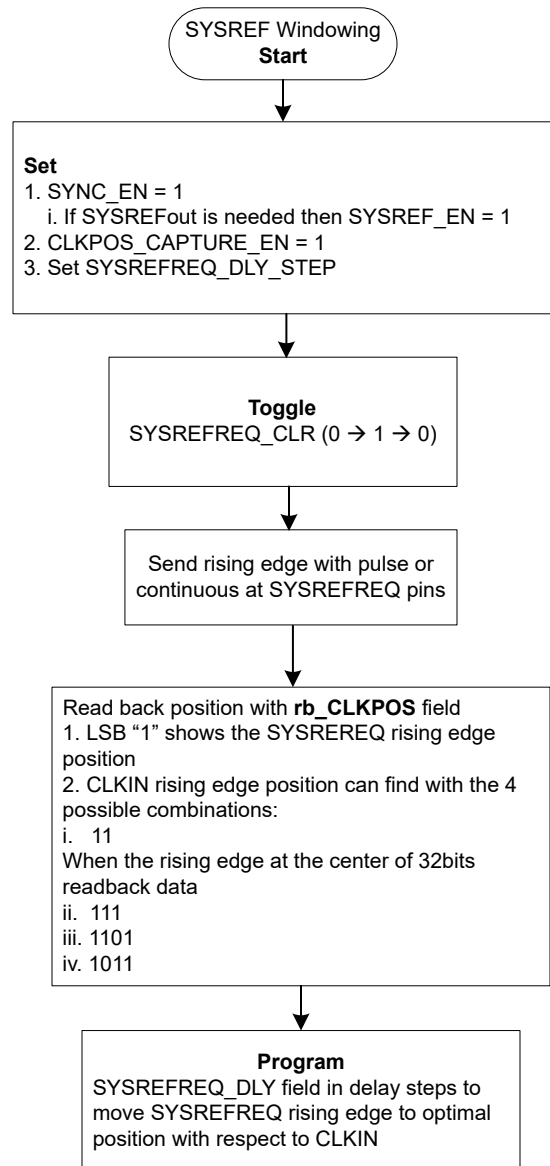 SYSREF Windowing
Start
Set
1. SYNC_EN = 1
i. If SYSREFout is needed then SYSREF_EN = 1
2. CLKPOS_CAPTURE_EN = 1
3. Set SYSREFREQ_DLY_STEP
Toggle
SYSREFREQ_CLR (0 → 1 → 0)
Send rising edge with pulse or
continuous at SYSREFREQ pins
Read back position with rb_CLKPOS field
1. LSB “1” shows the SYSREREQ rising edge
position
2. CLKIN rising edge position can find with the 4
possible combinations:
i. 11
When the rising edge at the center of 32bits
readback data
ii. 111
iii. 1101
iv. 1011
Program
SYSREFREQ_DLY field in delay steps to
move SYSREFREQ rising edge to optimal
position with respect to CLKIN